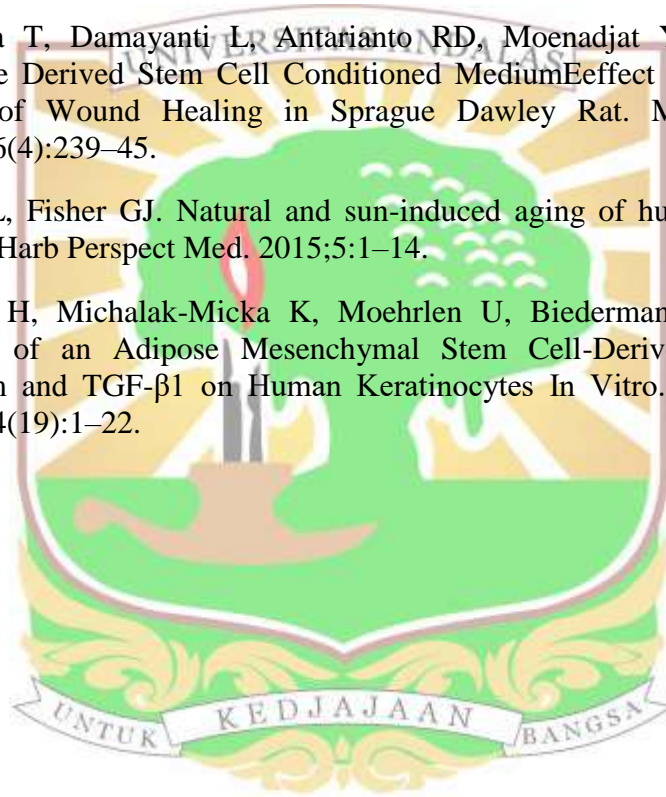 a T, Damayanti L, Antarianto RD, Moenadjat Y
e Derived Stem Cell Conditioned MediumEeffect
UNIVERSITAS ANDALAS
of Wound Healing in Sprague Dawley Rat. M
6(4):239–45.
L, Fisher GJ. Natural and sun-induced aging of hu
Harb Perspect Med. 2015;5:1–14.
H, Michalak-Micka K, Moehrlen U, Biederman
of an Adipose Mesenchymal Stem Cell-Deriv
n and TGF-β1 on Human Keratinocytes In Vitro.
4(19):1–22.
UNTUK KEDJAJAAN BANGSA